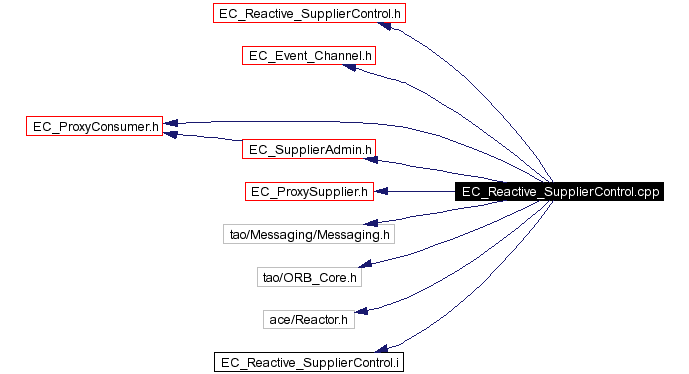 EC_Reactive_SupplierControl.h
EC_Event_Channel.h
EC_ProxyConsumer.h
EC_SupplierAdmin.h
EC_ProxySupplier.h
EC_Reactive_SupplierControl.cpp
tao/Messaging/Messaging.h
tao/ORB_Core.h
ace/Reactor.h
EC_Reactive_SupplierControl.i